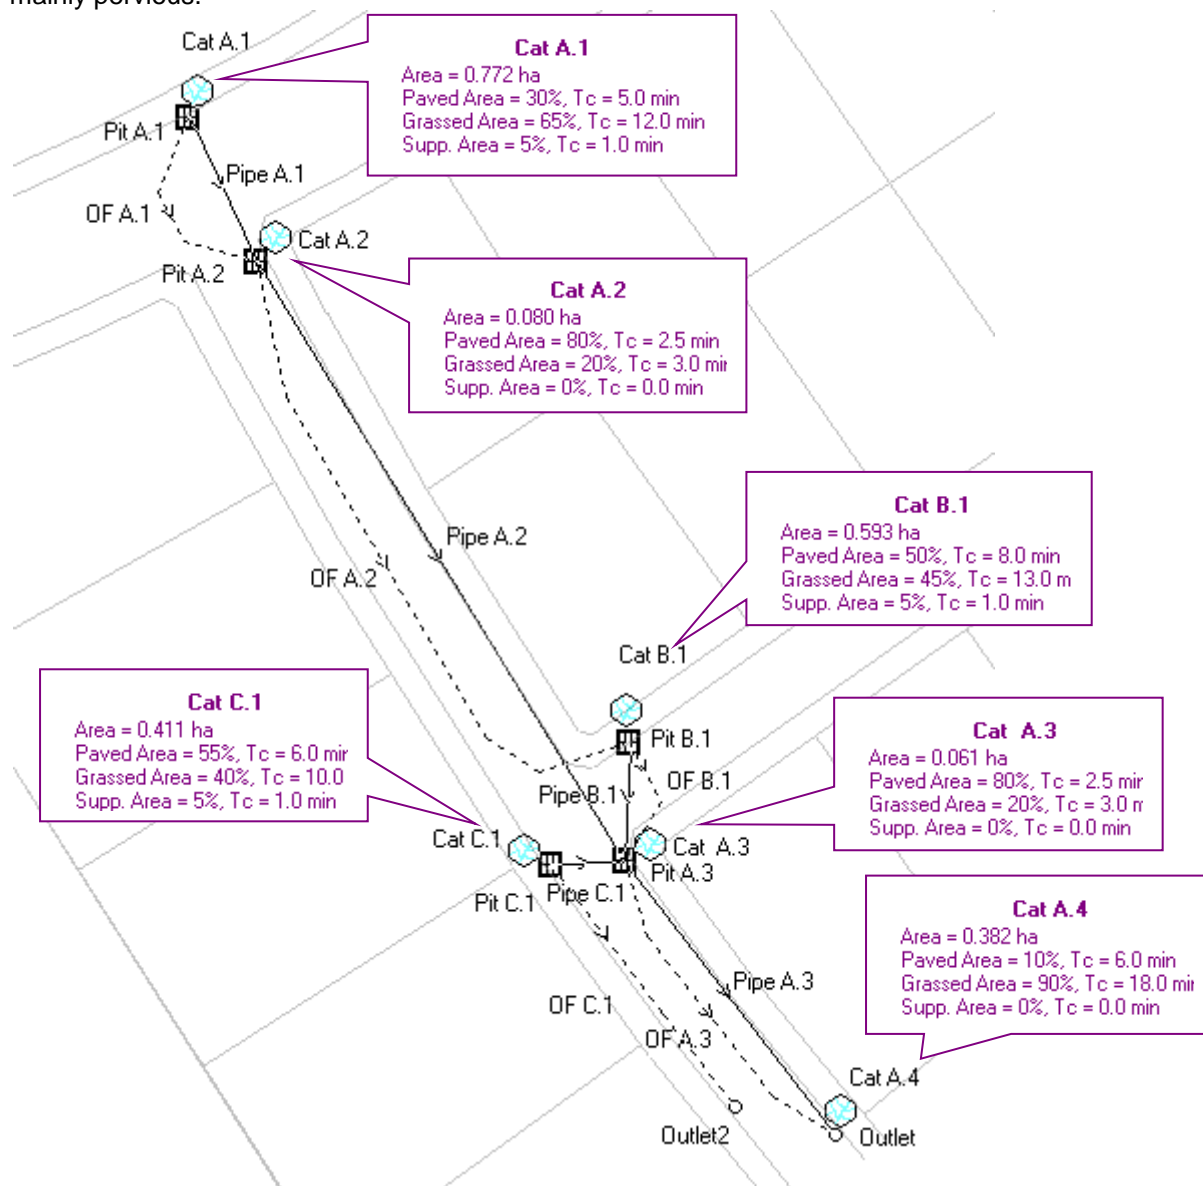 mainly pervious.
Cat A.1
Cat A.1
Area = 0.772 ha
Paved Area = 30%, Tc = 5.0 min
Grassed Area = 65%, Tc = 12.0 min
Supp. Area = 5%, Tc = 1.0 min
Pit A.1
Pipe A.1
OF A.1
Cat A.2
Pit A.2
Cat A.2
Area = 0.080 ha
Paved Area = 80%, Tc = 2.5 min
Grassed Area = 20%, Tc = 3.0 mir
Supp. Area = 0%, Tc = 0.0 min
Pipe A.2
OF A.2
Cat B.1
Area = 0.593 ha
Paved Area = 50%, Tc = 8.0 min
Grassed Area = 45%, Tc = 13.0 m
Supp. Area = 5%, Tc = 1.0 min
Cat B.1
Cat C.1
Area = 0.411 ha
Paved Area = 55%, Tc = 6.0 mir
Grassed Area = 40%, Tc = 10.0
Supp. Area = 5%, Tc = 1.0 min
Pit B.1
OF B.1
Pipe B.1
Cat A.3
Area = 0.061 ha
Paved Area = 80%, Tc = 2.5 mir
Grassed Area = 20%, Tc = 3.0 r
Supp. Area = 0%, Tc = 0.0 min
Cat C.1
Cat A.3
Pit A.3
Pit C.1
Pipe C.1
Cat A.4
Area = 0.382 ha
Paved Area = 10%, Tc = 6.0 min
Grassed Area = 90%, Tc = 18.0 mir
Supp. Area = 0%, Tc = 0.0 min
Pipe A.3
OF C.1
OF A.3
Cat A.4
Outlet2
Outlet